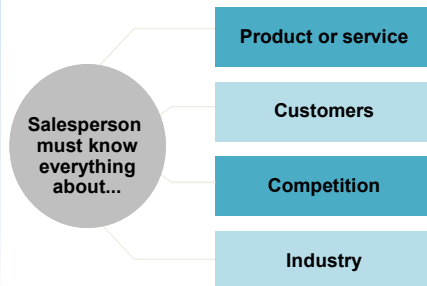 Salesperson
must know
everything
about...
Product or service
Customers
Competition
Industry